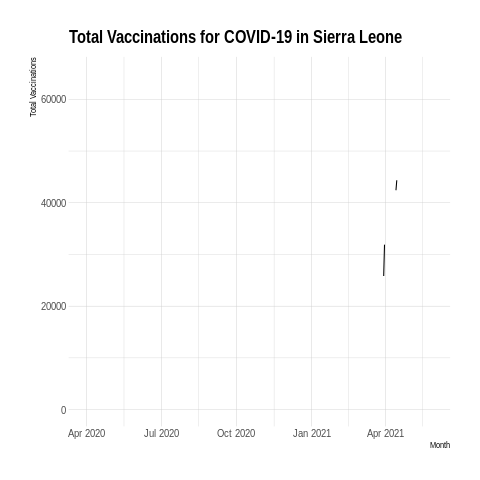 Total Vaccinations for COVID-19 in Sierra Leone
Total Vaccinations
60000
40000
20000
0
Apr 2020 Jul 2020 Oct 2020 Jan 2021 Apr 2021
Month